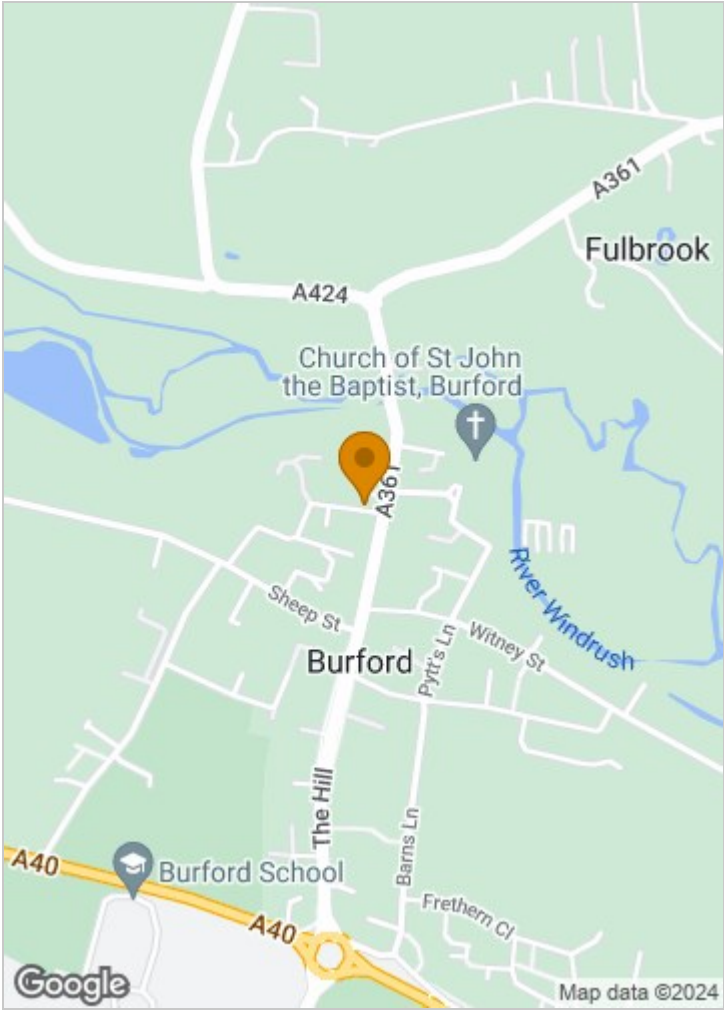 A361
Fulbrook
A424
Church of St John
the Baptist, Burford
A361
River Windrush
Sheep St
Witney St
Pytt's Ln
Burford
The Hill
Barns Ln
A40
Burford School
Frethern Cl
A40
Google
Map data ©2024